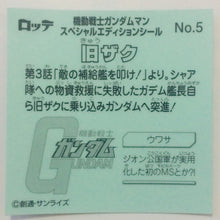 ロッテ
機動戦士ガンダムマン
スペシャルエディションシール
No.5
きゅう
旧ザク
第3話「敵の補給艦を叩け!」より。シャア
隊への物資救援に失敗したガデム艦長
自ら旧ザクに乗り込みガンダムへ突進!
機動戦士
ガンダム
GUNDAM
ウワサ
ジオン公国軍が実用
化した初のMSとか?!
©創通・サンライズ